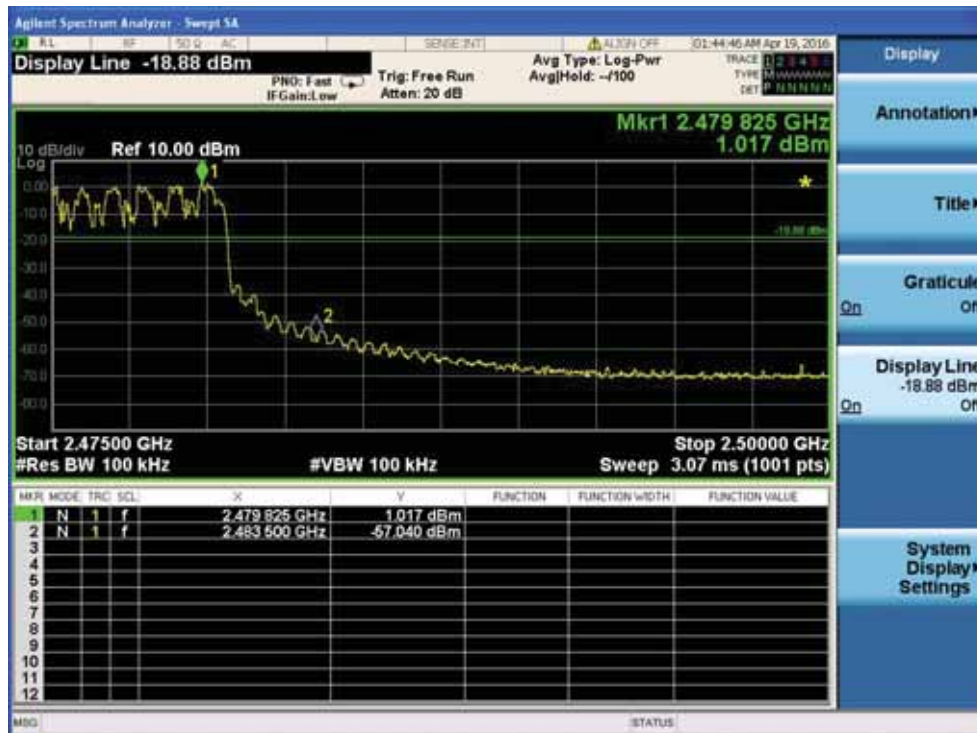 Agilent Spectrum Analyzer - Swept SA
RL RF 50 Ω AC SENSE:INT ALIGN OFF 01:44:46 AM Apr 19, 2016
Display Line -18.88 dBm
PNO: Fast Trig: Free Run Avg Type: Log-Pwr TRACE 1 2 3 4 5 6
IFGain:Low Atten: 20 dB Avg|Hold: --/100 TYPE M WWWWW
DET P N N N N N
Mkr1 2.479 825 GHz
1.017 dBm
10 dB/div Ref 10.00 dBm
Log
1
0.00
-10.0
-18.88 dBm
-20.0
-30.0
-40.0
2
-50.0
-60.0
-70.0
-80.0
Start 2.47500 GHz Stop 2.50000 GHz
#Res BW 100 kHz #VBW 100 kHz Sweep 3.07 ms (1001 pts)
MKR MODE TRC SCL X Y FUNCTION FUNCTION WIDTH FUNCTION VALUE
1 N 1 f 2.479 825 GHz 1.017 dBm
2 N 1 f 2.483 500 GHz -57.040 dBm
3
4
5
6
7
8
9
10
11
12
MSG STATUS
Display
Annotation
Title
Graticule
On Of
Display Line
-18.88 dBm
On Of
System
Display
Settings